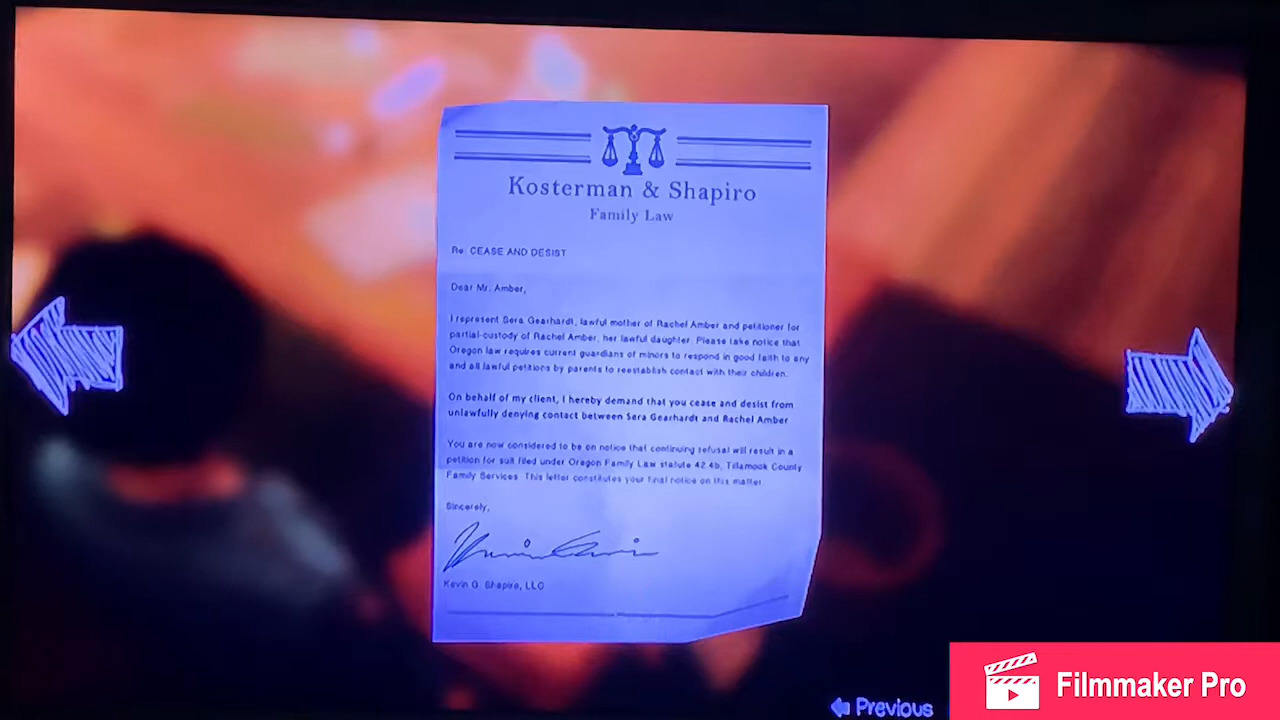 Kosterman & Shapiro
Family Law
Re: CEASE AND DESIST
Dear Mr. Amber,
I represent Sera Gearhardt, lawful mother of Rachel Amber and petitioner for
partial-custody of Rachel Amber, her lawful daughter. Please take notice that
Oregon law requires current guardians of minors to respond in good faith to any
and all lawful petitions by parents to reestablish contact with their children.
On behalf of my client, I hereby demand that you cease and desist from
unlawfully denying contact between Sera Gearhardt and Rachel Amber
You are now considered to be on notice that continuing refusal will result in a
petition for suit filed under Oregon Family Law statute 42.4b, Tillamook County
Family Services. This letter constitutes your final notice on this matter.
Sincerely,
Kevin G. Shapiro, LLC
Previous
Filmmaker Pro